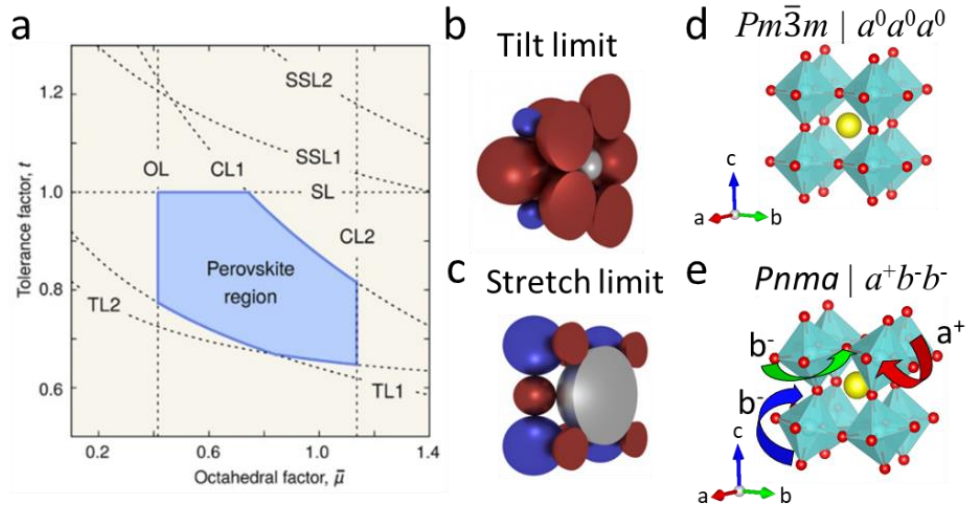 a
1.2
1.0
0.8
0.6
Tolerance factor, t
0.2
0.6
1.0
1.4
Octahedral factor, μ̄
SSL2
SSL1
OL
CL1
SL
CL2
Perovskite
region
TL2
TL1
b
Tilt limit
c
Stretch limit
d
Pm3̄m | a⁰a⁰a⁰
c
a
b
e
Pnma | a⁺b⁻b⁻
a⁺
b⁻
b⁻
c
a
b